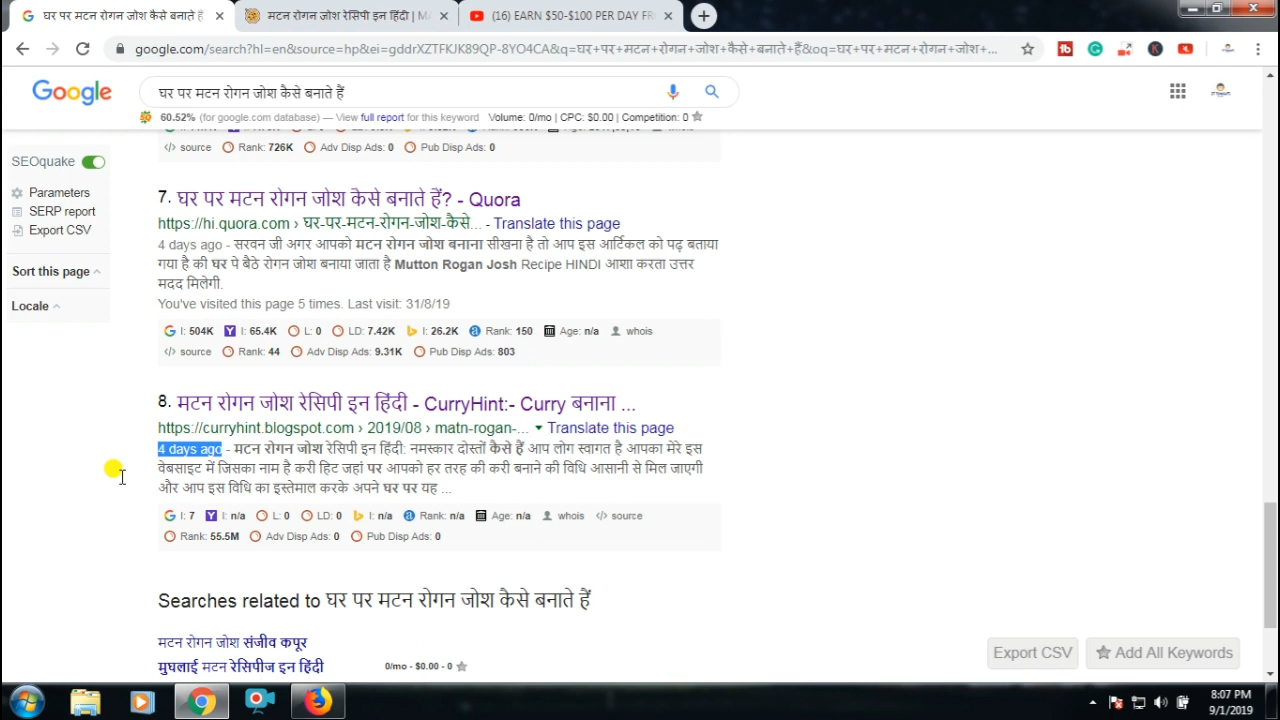 घर पर मटन रोगन जोश कैसे बनाते हैं
मटन रोगन जोश रेसिपी इन हिंदी | M
(16) EARN $50-$100 PER DAY FR
google.com/search?hl=en&source=hp&ei=gddrXZTFKJK89QP-8YO4CA&q=घर+पर+मटन+रोगन+जोश+कैसे+बनाते+हैं&oq=घर+पर+मटन+रोगन+जोश+...
Google
घर पर मटन रोगन जोश कैसे बनाते हैं
60.52% (for google.com database) — View full report for this keyword Volume: 0/mo | CPC: $0.00 | Competition: 0
source Rank: 726K Adv Disp Ads: 0 Pub Disp Ads: 0
SEOquake
Parameters
SERP report
Export CSV
Sort this page
Locale
7. घर पर मटन रोगन जोश कैसे बनाते हैं? - Quora
https://hi.quora.com › घर-पर-मटन-रोगन-जोश-कैसे... - Translate this page
4 days ago - सरवन जी अगर आपको मटन रोगन जोश बनाना सीखना है तो आप इस आर्टिकल को पढ़ बताया
गया है की घर पे बैठे रोगन जोश बनाया जाता है Mutton Rogan Josh Recipe HINDI आशा करता उत्तर
मदद मिलेगी.
You've visited this page 5 times. Last visit: 31/8/19
I: 504K I: 65.4K L: 0 LD: 7.42K I: 26.2K Rank: 150 Age: n/a whois
source Rank: 44 Adv Disp Ads: 9.31K Pub Disp Ads: 803
8. मटन रोगन जोश रेसिपी इन हिंदी - CurryHint:- Curry बनाना ...
https://curryhint.blogspot.com › 2019/08 › matn-rogan-... Translate this page
4 days ago - मटन रोगन जोश रेसिपी इन हिंदी: नमस्कार दोस्तों कैसे हैं आप लोग स्वागत है आपका मेरे इस
वेबसाइट में जिसका नाम है करी हिट जहां पर आपको हर तरह की करी बनाने की विधि आसानी से मिल जाएगी
और आप इस विधि का इस्तेमाल करके अपने घर पर यह ...
I: 7 I: n/a L: 0 LD: 0 I: n/a Rank: n/a Age: n/a whois source
Rank: 55.5M Adv Disp Ads: 0 Pub Disp Ads: 0
Searches related to घर पर मटन रोगन जोश कैसे बनाते हैं
मटन रोगन जोश संजीव कपूर
मुघलाई मटन रेसिपीज इन हिंदी 0/mo - $0.00 - 0
Export CSV Add All Keywords
8:07 PM
9/1/2019